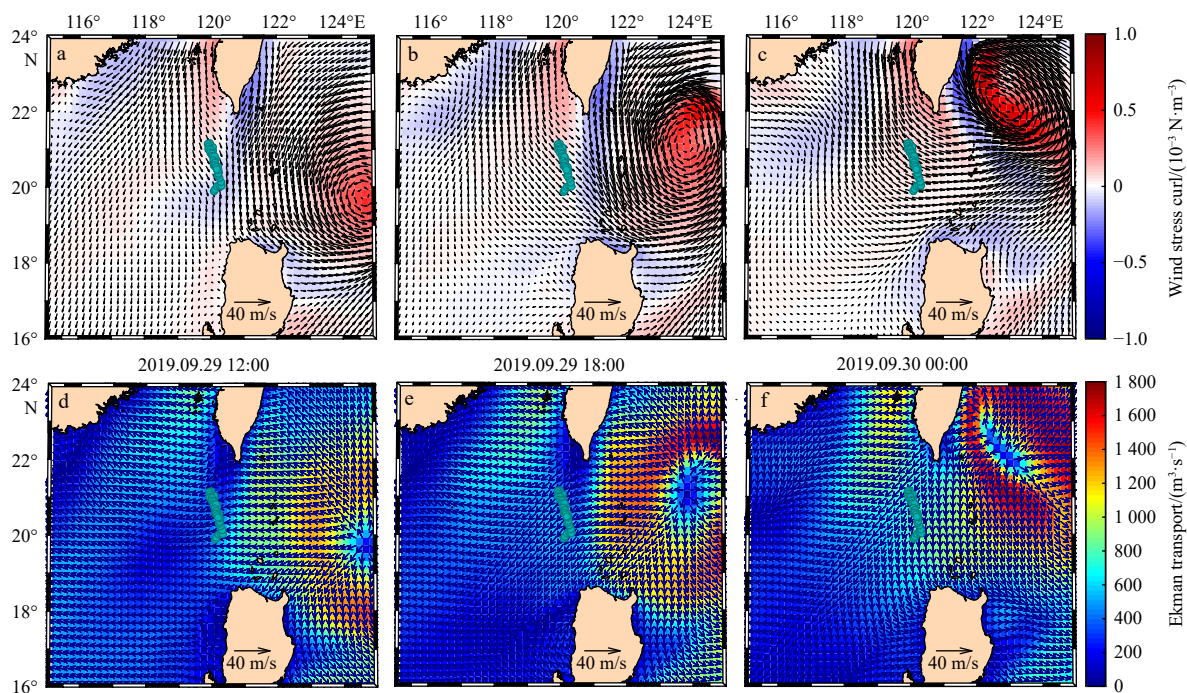 116° 118° 120° 122° 124°E 116° 118° 120° 122° 124°E 116° 118° 120° 122° 124°E
24° N a b c 1.0
22° 0.5
20° 0
18° −0.5
16° −1.0
40 m/s 40 m/s 40 m/s
Wind stress curl/(10⁻³ N·m⁻³)
2019.09.29 12:00 2019.09.29 18:00 2019.09.30 00:00
24° N d e f 1 800
1 600
1 400
22° 1 200
1 000
20° 800
600
18° 400
200
16° 0
40 m/s 40 m/s 40 m/s
Ekman transport/(m³·s⁻¹)